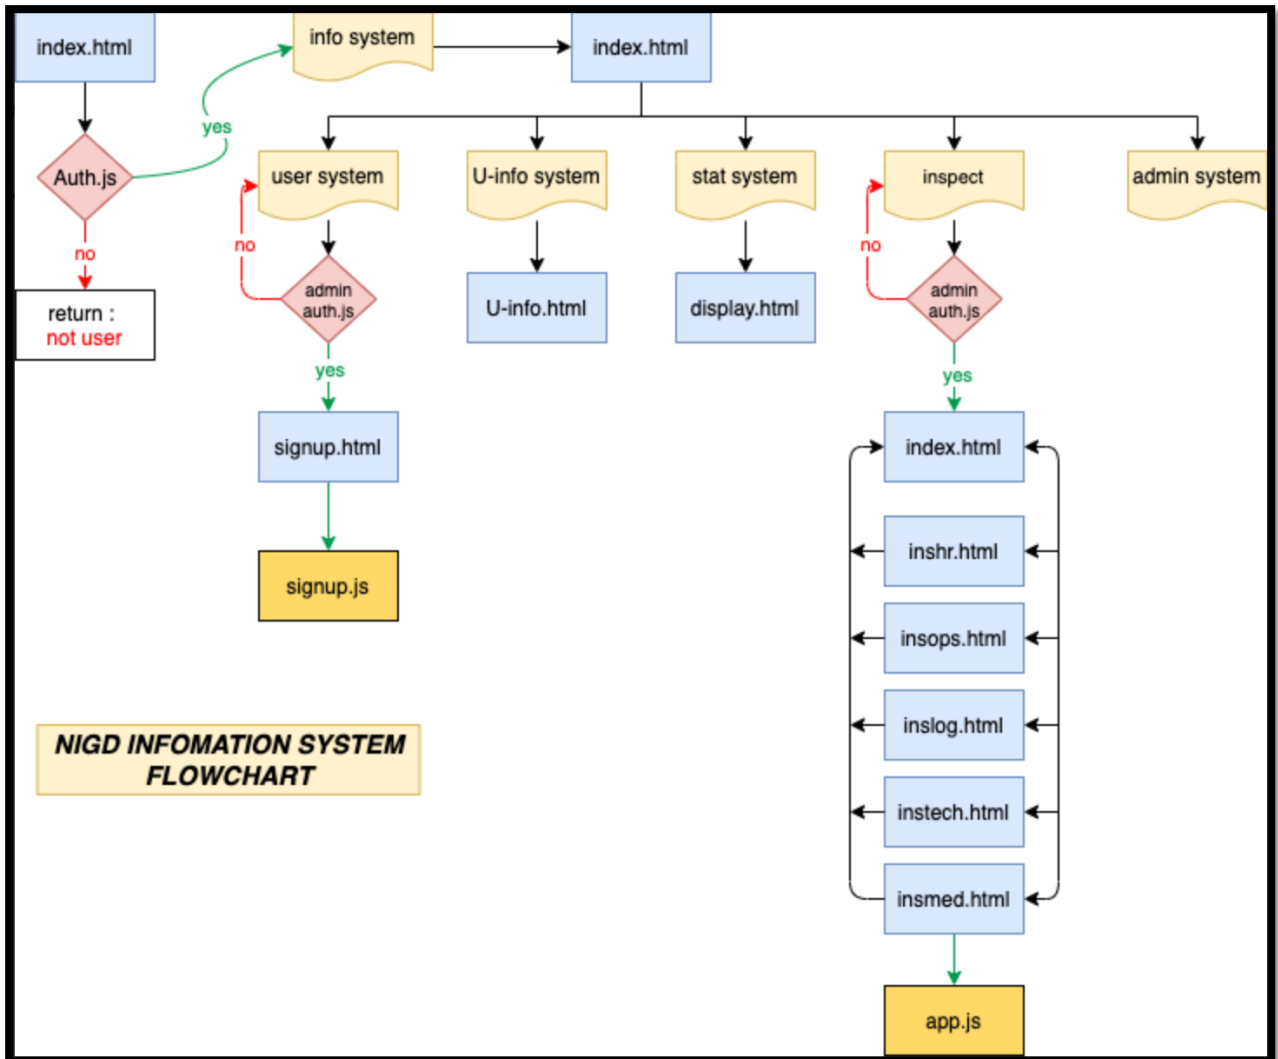 index.html
info system
index.html
yes
Auth.js
user system
U-info system
stat system
inspect
admin system
no
no
no
return :
not user
admin
auth.js
U-info.html
display.html
admin
auth.js
yes
yes
signup.html
index.html
inshr.html
signup.js
insops.html
inslog.html
NIGD INFOMATION SYSTEM
FLOWCHART
instech.html
insmed.html
app.js